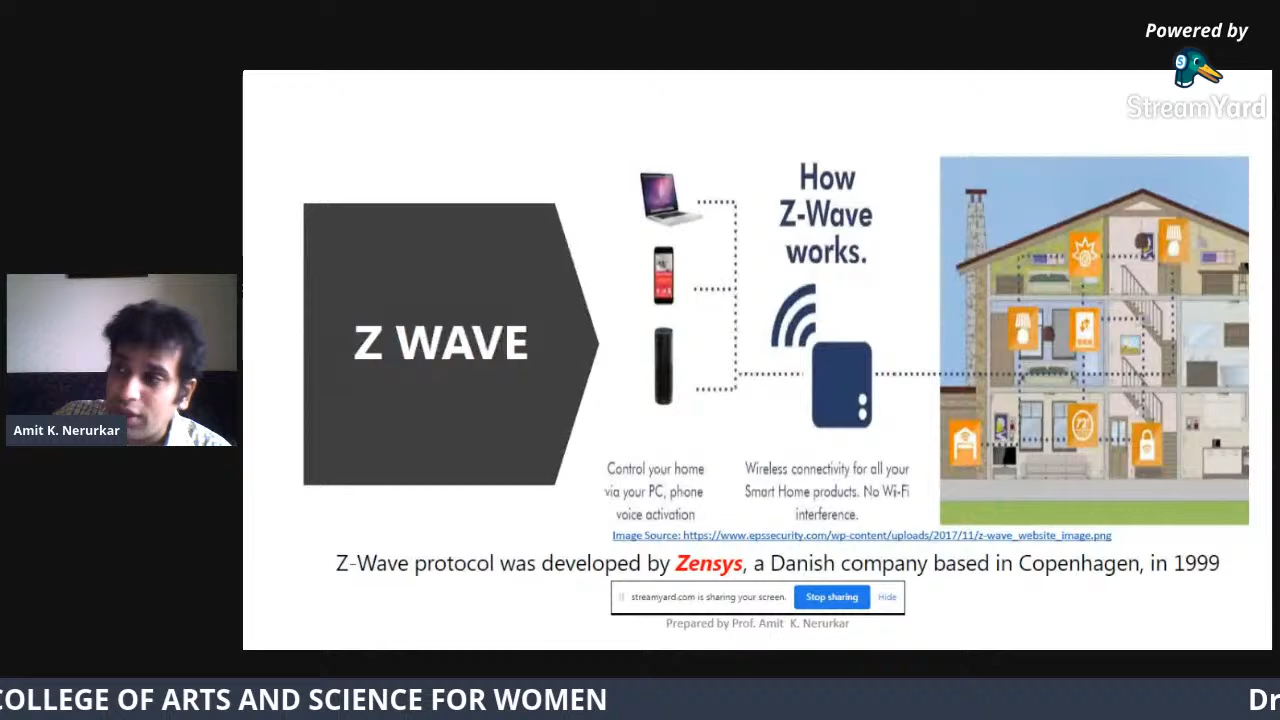 Powered by
StreamYard
How
Z-Wave
works.
Z WAVE
Amit K. Nerurkar
Control your home
via your PC, phone
voice activation
Wireless connectivity for all your
Smart Home products. No Wi-Fi
interference.
Image Source: https://www.epssecurity.com/wp-content/uploads/2017/11/z-wave_website_image.png
Z-Wave protocol was developed by Zensys, a Danish company based in Copenhagen, in 1999
streamyard.com is sharing your screen.
Stop sharing
Hide
Prepared by Prof. Amit K. Nerurkar
COLLEGE OF ARTS AND SCIENCE FOR WOMEN
Dr